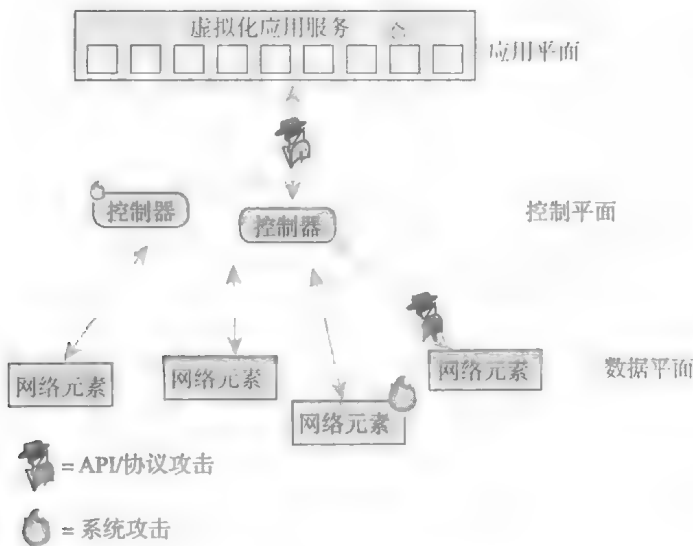 虚拟化应用服务
应用平面
控制器
控制器
控制平面
网络元素
网络元素
网络元素
网络元素
数据平面
= API/协议攻击
= 系统攻击